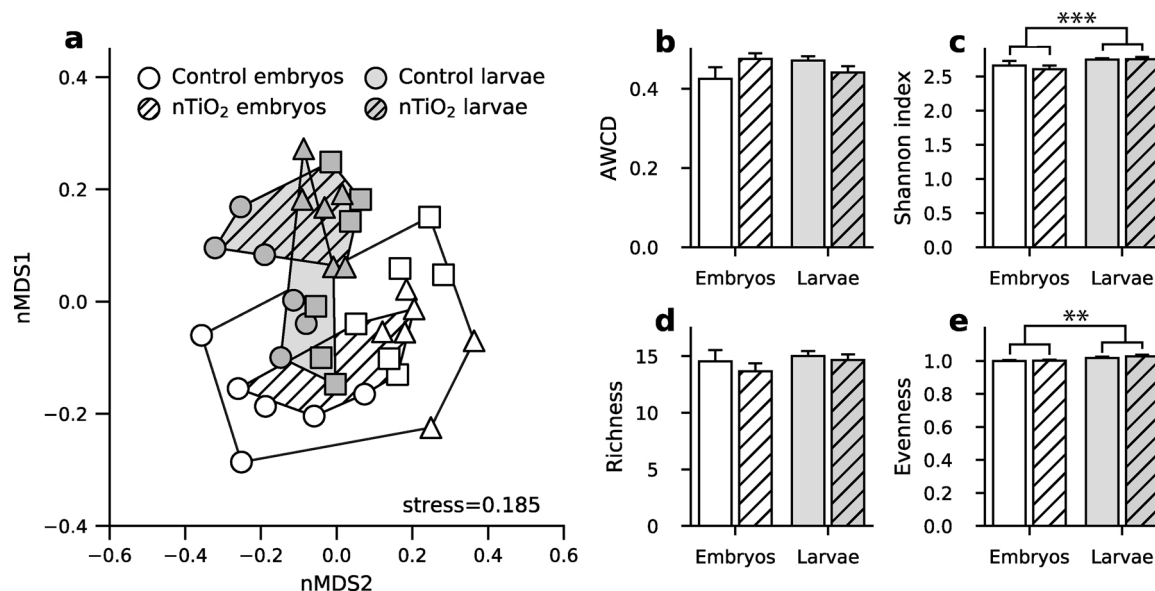 a
Control embryos
Control larvae
nTiO₂ embryos
nTiO₂ larvae
0.4
0.2
0.0
−0.2
−0.4
nMDS1
stress=0.185
−0.6
−0.4
−0.2
0.0
0.2
0.4
0.6
nMDS2
b
0.4
0.2
0.0
AWCD
Embryos
Larvae
c
***
2.5
2.0
1.5
1.0
0.5
0.0
Shannon index
Embryos
Larvae
d
15
10
5
0
Richness
Embryos
Larvae
e
**
1.0
0.8
0.6
0.4
0.2
0.0
Evenness
Embryos
Larvae